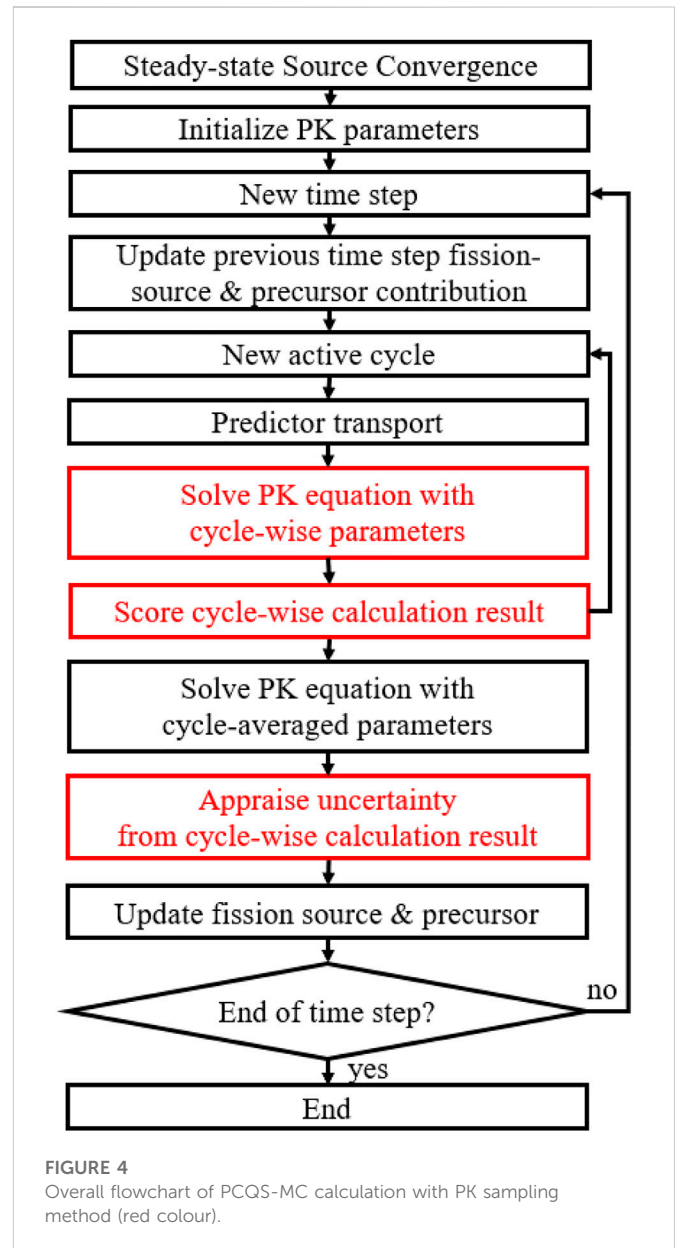 Steady-state Source Convergence
Initialize PK parameters
New time step
Update previous time step fission-
source & precursor contribution
New active cycle
Predictor transport
Solve PK equation with
cycle-wise parameters
Score cycle-wise calculation result
Solve PK equation with
cycle-averaged parameters
Appraise uncertainty
from cycle-wise calculation result
Update fission source & precursor
End of time step?
no
yes
End
FIGURE 4
Overall flowchart of PCQS-MC calculation with PK sampling
method (red colour).